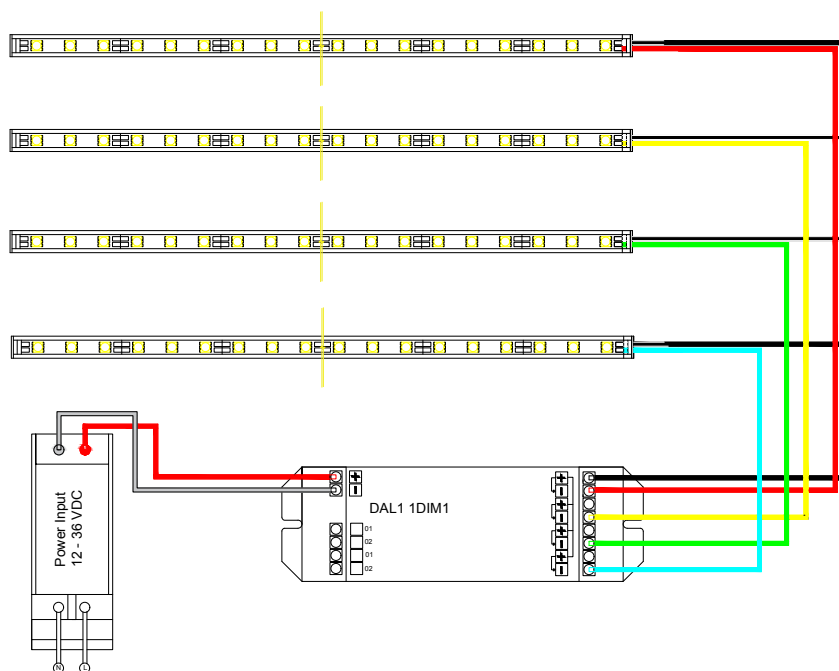 Power Input
12 - 36 VDC
N
L
+
-
01
02
01
02
DAL1 1DIM1
+
-
+
-
+
-
+
-